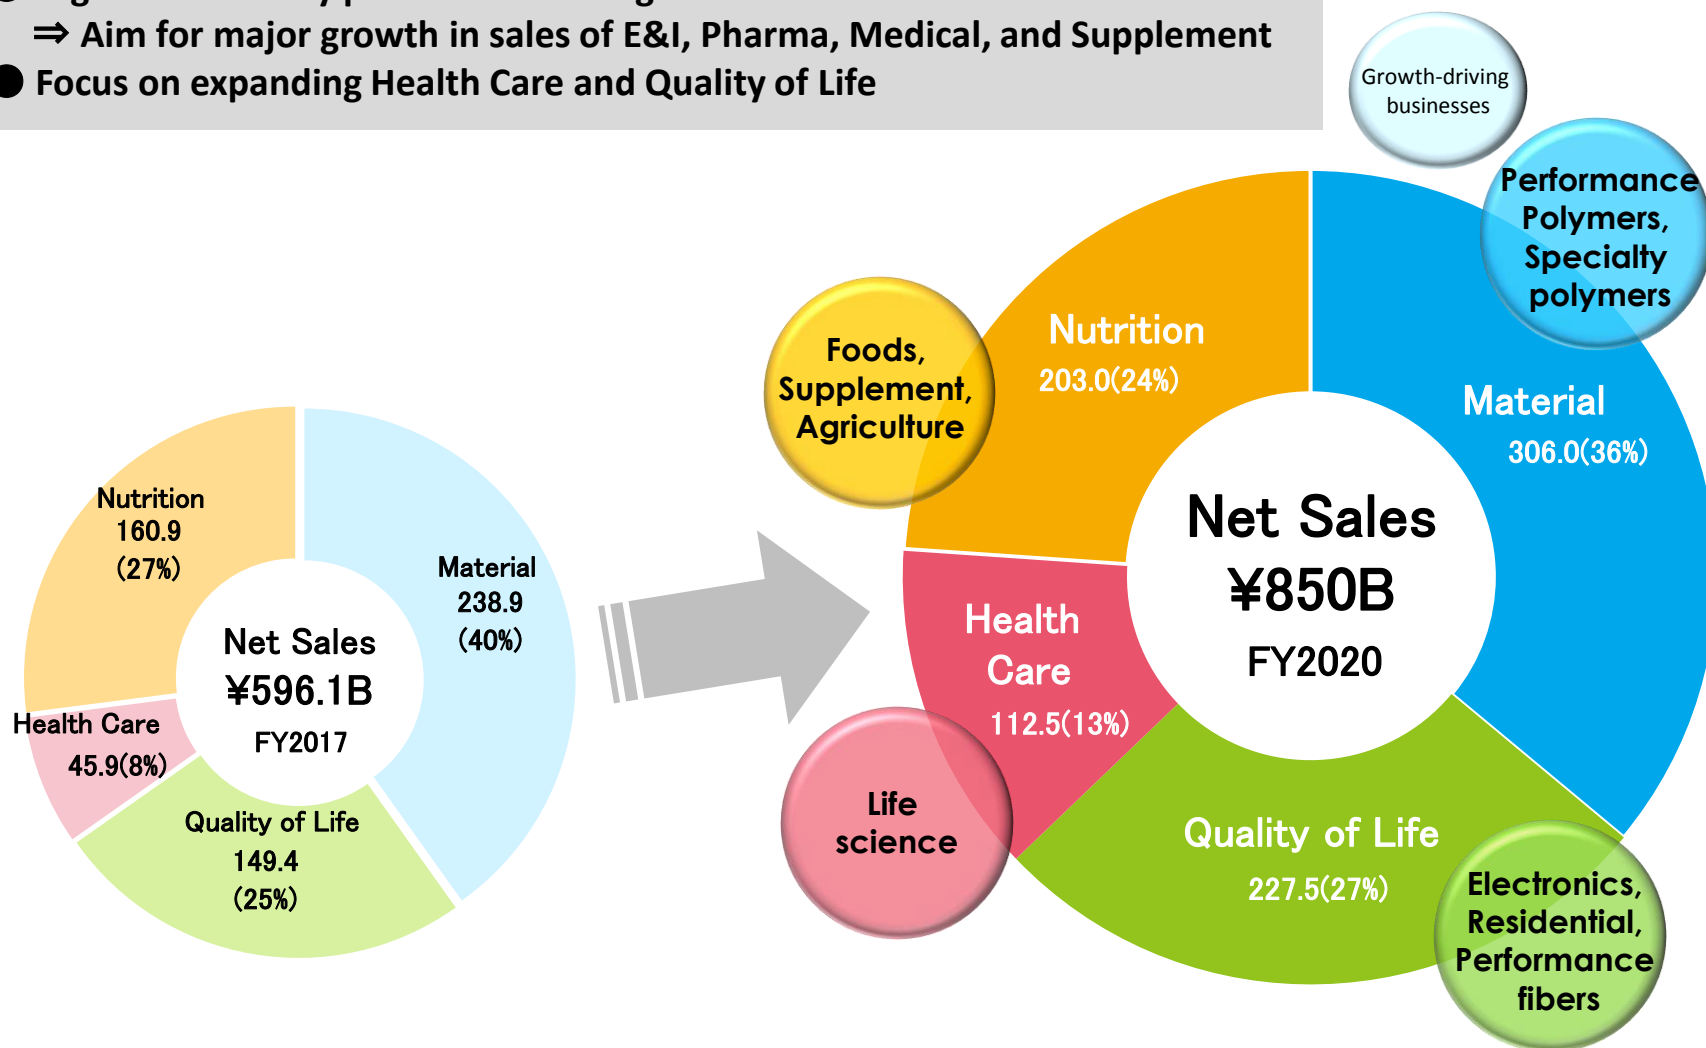 ⇒ Aim for major growth in sales of E&I, Pharma, Medical, and Supplement
● Focus on expanding Health Care and Quality of Life
Growth-driving
businesses
Performance
Polymers,
Specialty
polymers
Foods,
Supplement,
Agriculture
Nutrition
203.0(24%)
Material
306.0(36%)
Net Sales
¥850B
FY2020
Health
Care
112.5(13%)
Life
science
Quality of Life
227.5(27%)
Electronics,
Residential,
Performance
fibers
Nutrition
160.9
(27%)
Material
238.9
(40%)
Net Sales
¥596.1B
FY2017
Health Care
45.9(8%)
Quality of Life
149.4
(25%)